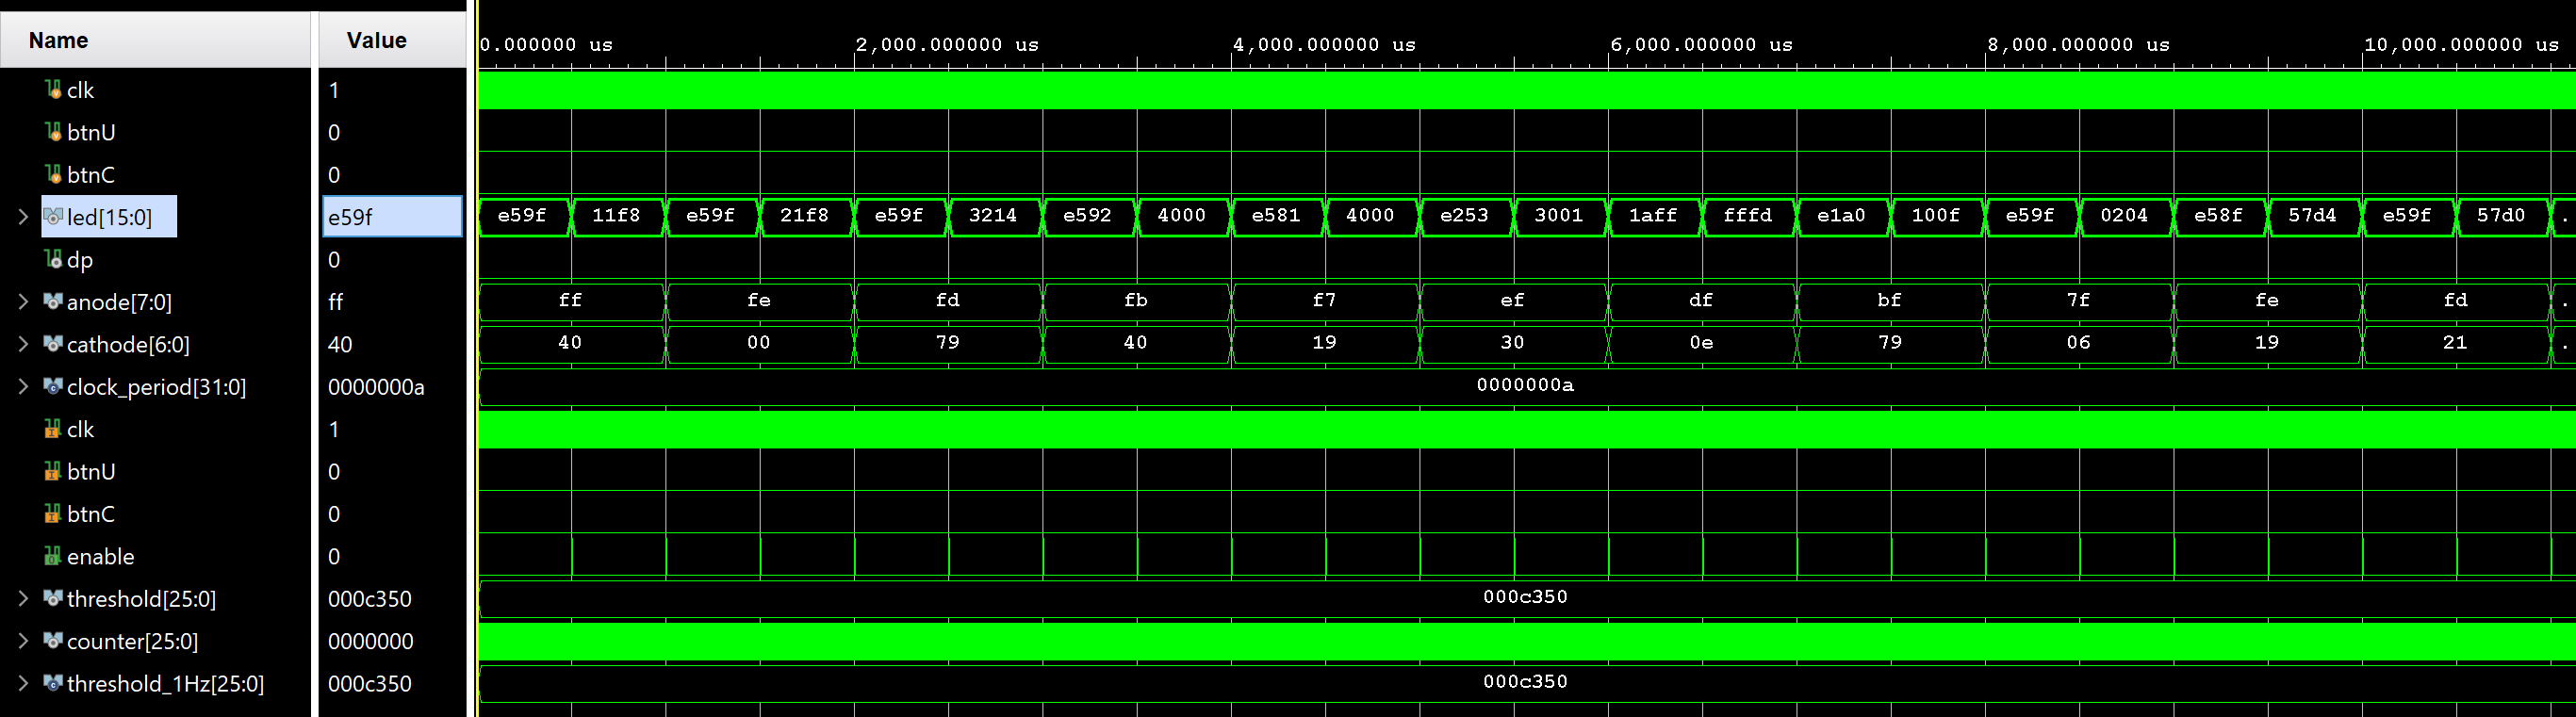 Name Value 0.000000 us 2,000.000000 us 4,000.000000 us 6,000.000000 us 8,000.000000 us 10,000.000000 us
clk 1
btnU 0
btnC 0
led[15:0] e59f e59f 11f8 e59f 21f8 e59f 3214 e592 4000 e581 4000 e253 3001 1aff fffd e1a0 100f e59f 0204 e58f 57d4 e59f 57d0 .
dp 0
anode[7:0] ff ff fe fd fb f7 ef df bf 7f fe fd .
cathode[6:0] 40 40 00 79 40 19 30 0e 79 06 19 21 .
clock_period[31:0] 0000000a 0000000a
clk 1
btnU 0
btnC 0
enable 0
threshold[25:0] 000c350 000c350
counter[25:0] 0000000
threshold_1Hz[25:0] 000c350 000c350